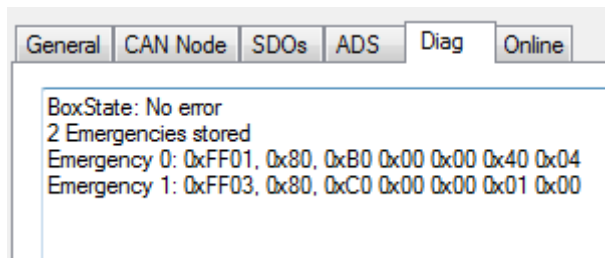 General CAN Node SDOs ADS Diag Online
BoxState: No error
2 Emergencies stored
Emergency 0: 0xFF01, 0x80, 0xB0 0x00 0x00 0x40 0x04
Emergency 1: 0xFF03, 0x80, 0xC0 0x00 0x00 0x01 0x00